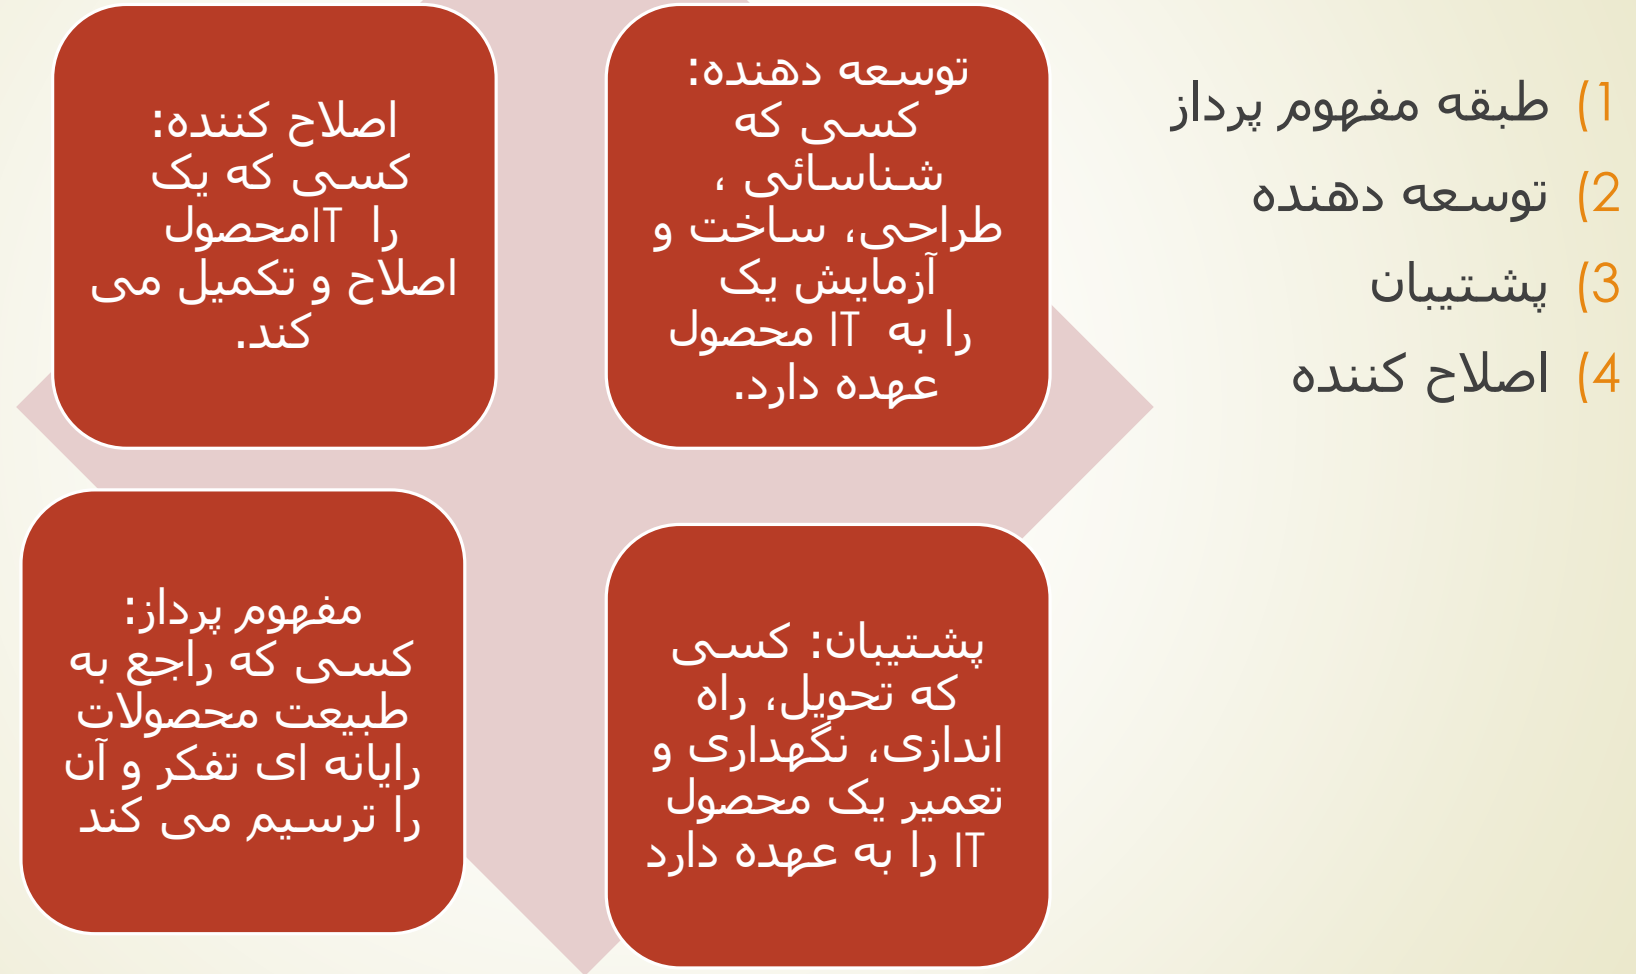 1) طبقه مفهوم پرداز
2) توسعه دهنده
3) پشتیبان
4) اصلاح کننده
توسعه دهنده:
کسی که
شناسائی ،
طراحی، ساخت و
آزمایش یک
محصول IT را به
عهده دارد.
اصلاح کننده:
کسی که یک
محصولIT را
اصلاح و تکمیل می
کند.
پشتیبان: کسی
که تحویل، راه
اندازی، نگهداری و
تعمیر یک محصول
IT را به عهده دارد
مفهوم پرداز:
کسی که راجع به
طبیعت محصولات
رایانه ای تفکر و آن
را ترسیم می کند